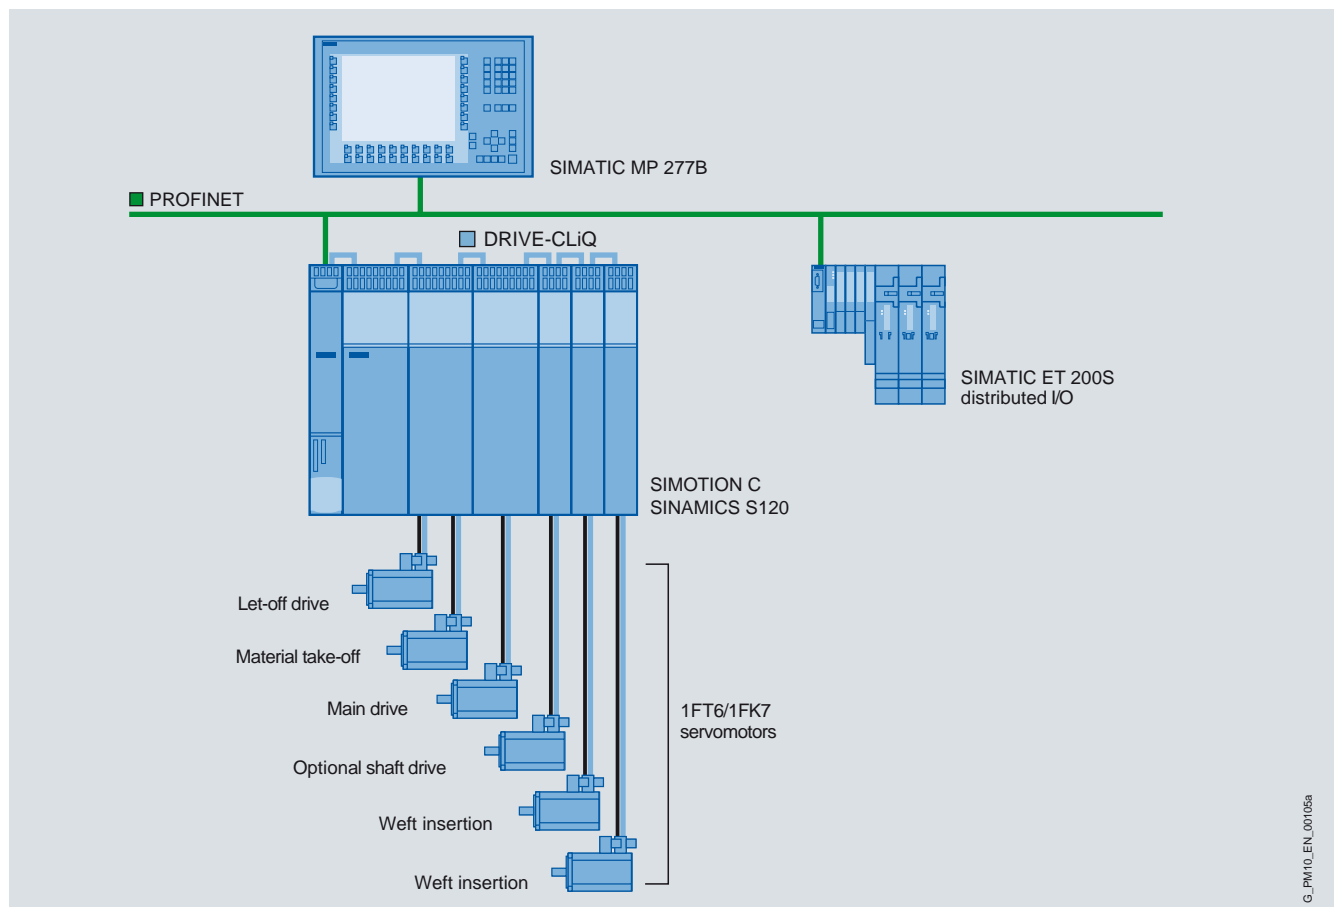 SIMATIC MP 277B
PROFINET
DRIVE-CLiQ
SIMATIC ET 200S
distributed I/O
SIMOTION C
SINAMICS S120
Let-off drive
Material take-off
Main drive
1FT6/1FK7
servomotors
Optional shaft drive
Weft insertion
Weft insertion
G_PM10_EN_00105a